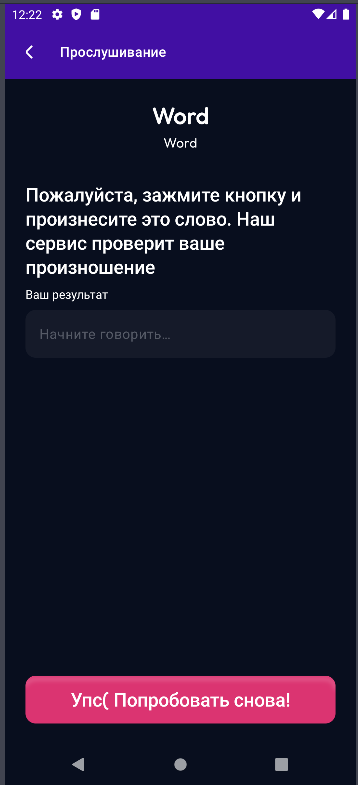 12:22
Прослушивание
Word
Word
Пожалуйста, зажмите кнопку и
произнесите это слово. Наш
сервис проверит ваше
произношение
Ваш результат
Начните говорить...
Упс( Попробовать снова!